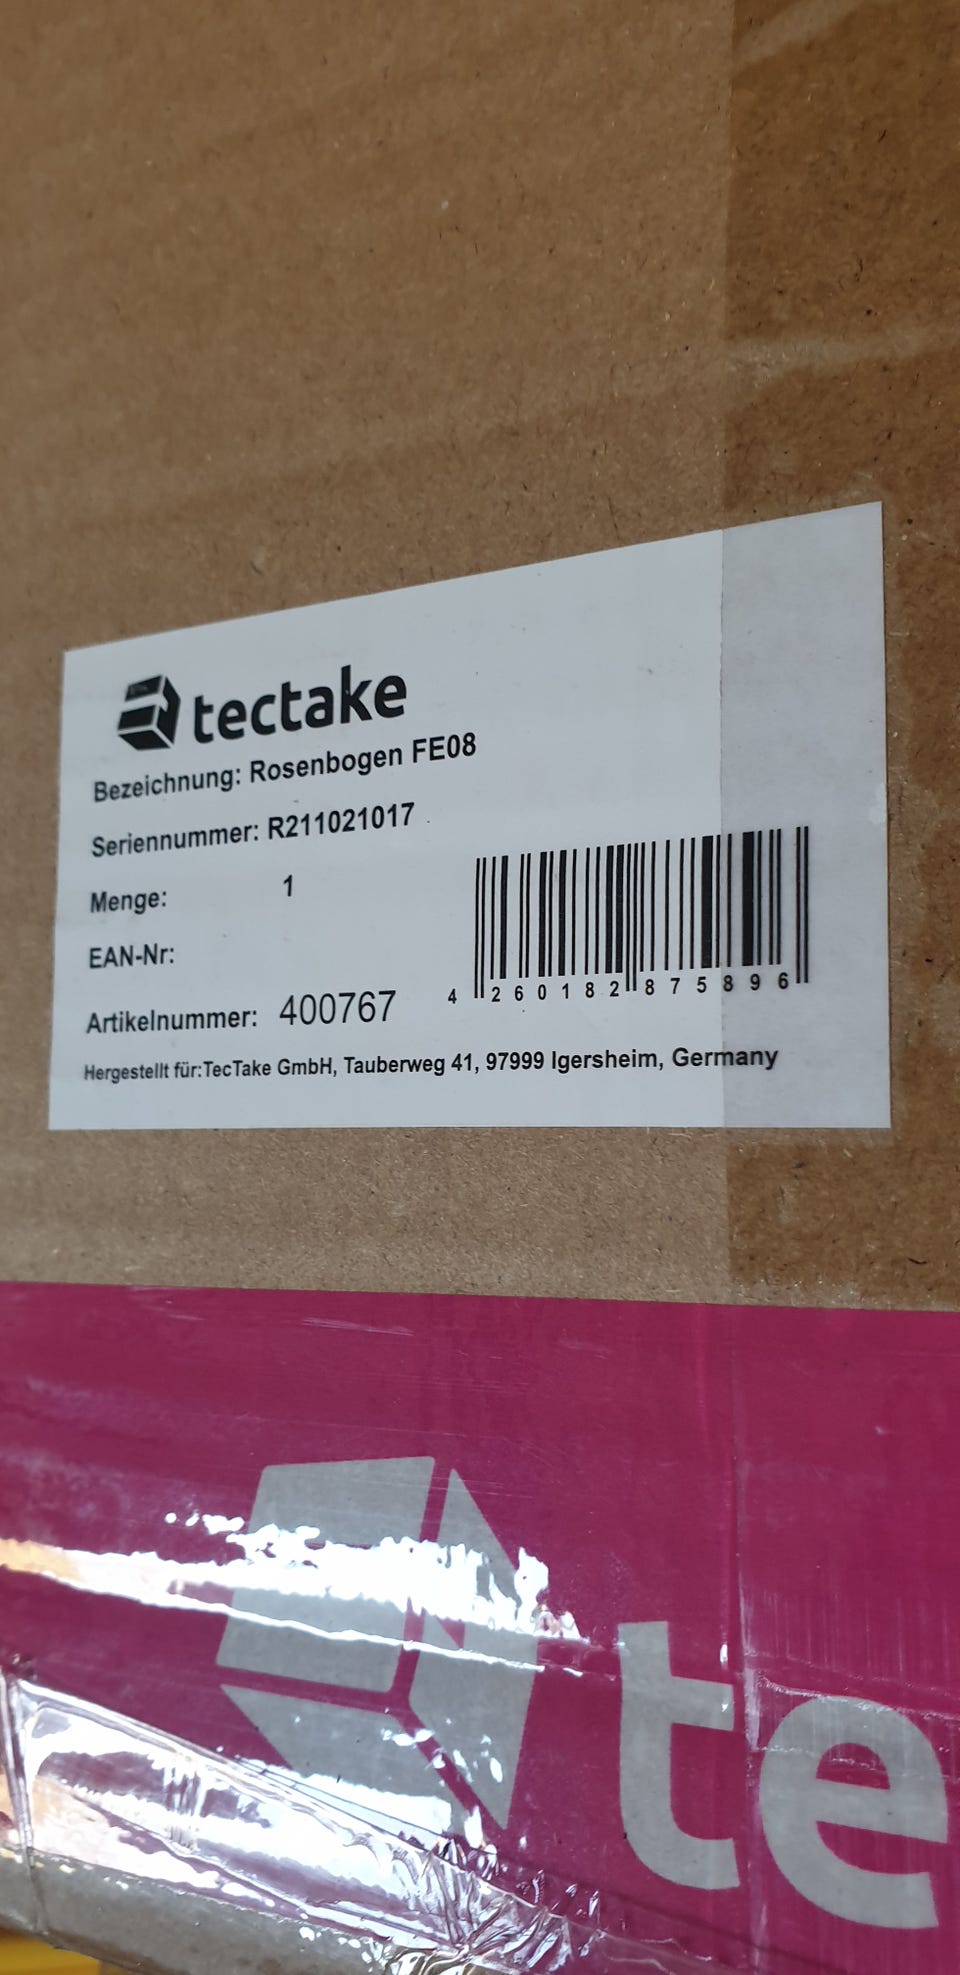 tectake
Bezeichnung: Rosenbogen FE08
Seriennummer: R211021017
Menge: 1
EAN-Nr:
4 260182 875896
Artikelnummer: 400767
Hergestellt für:TecTake GmbH, Tauberweg 41, 97999 Igersheim, Germany
te